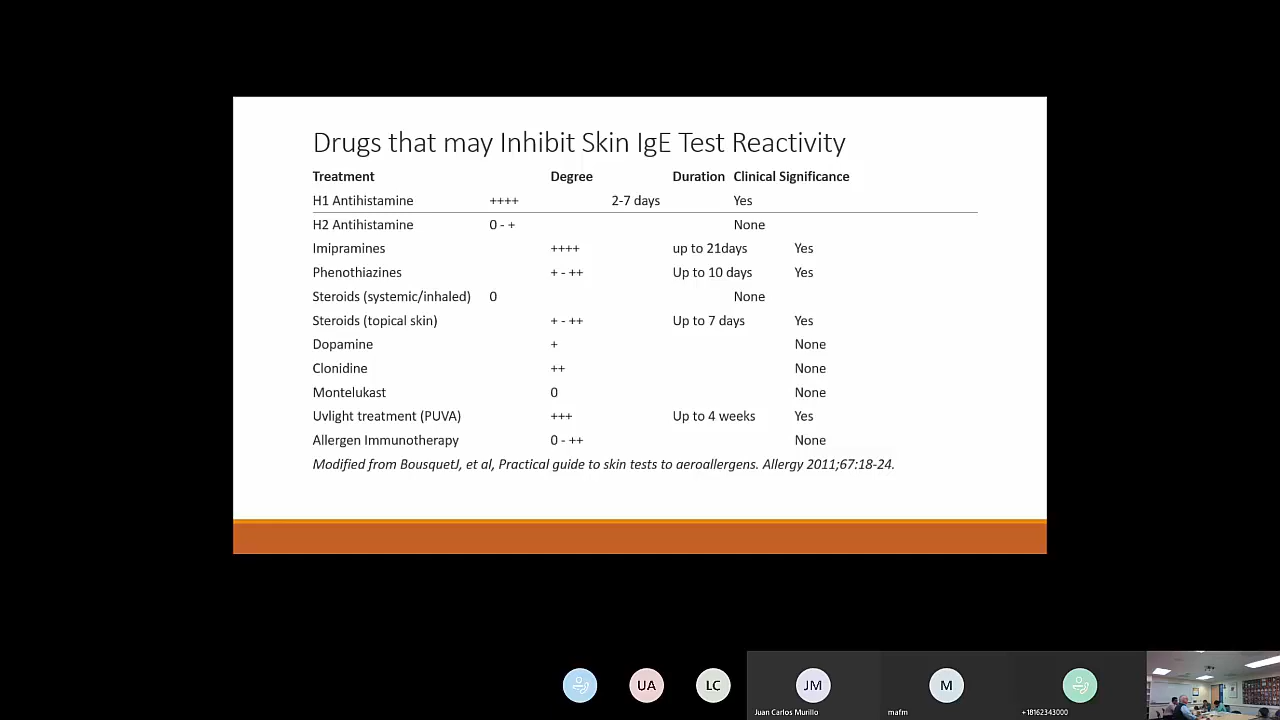 Drugs that may Inhibit Skin IgE Test Reactivity
Treatment Degree Duration Clinical Significance
H1 Antihistamine ++++ 2-7 days Yes
H2 Antihistamine 0 - + None
Imipramines ++++ up to 21days Yes
Phenothiazines + - ++ Up to 10 days Yes
Steroids (systemic/inhaled) 0 None
Steroids (topical skin) + - ++ Up to 7 days Yes
Dopamine + None
Clonidine ++ None
Montelukast 0 None
Uvlight treatment (PUVA) +++ Up to 4 weeks Yes
Allergen Immunotherapy 0 - ++ None
Modified from BousquetJ, et al, Practical guide to skin tests to aeroallergens. Allergy 2011;67:18-24.
UA LC JM M
Juan Carlos Murillo mafm +18162343000